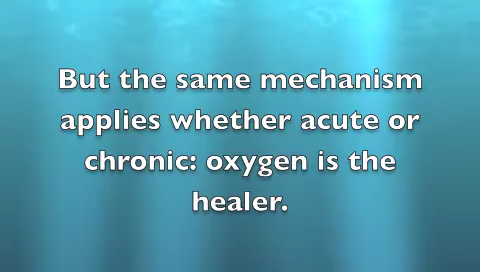 But the same mechanism
applies whether acute or
chronic: oxygen is the
healer.